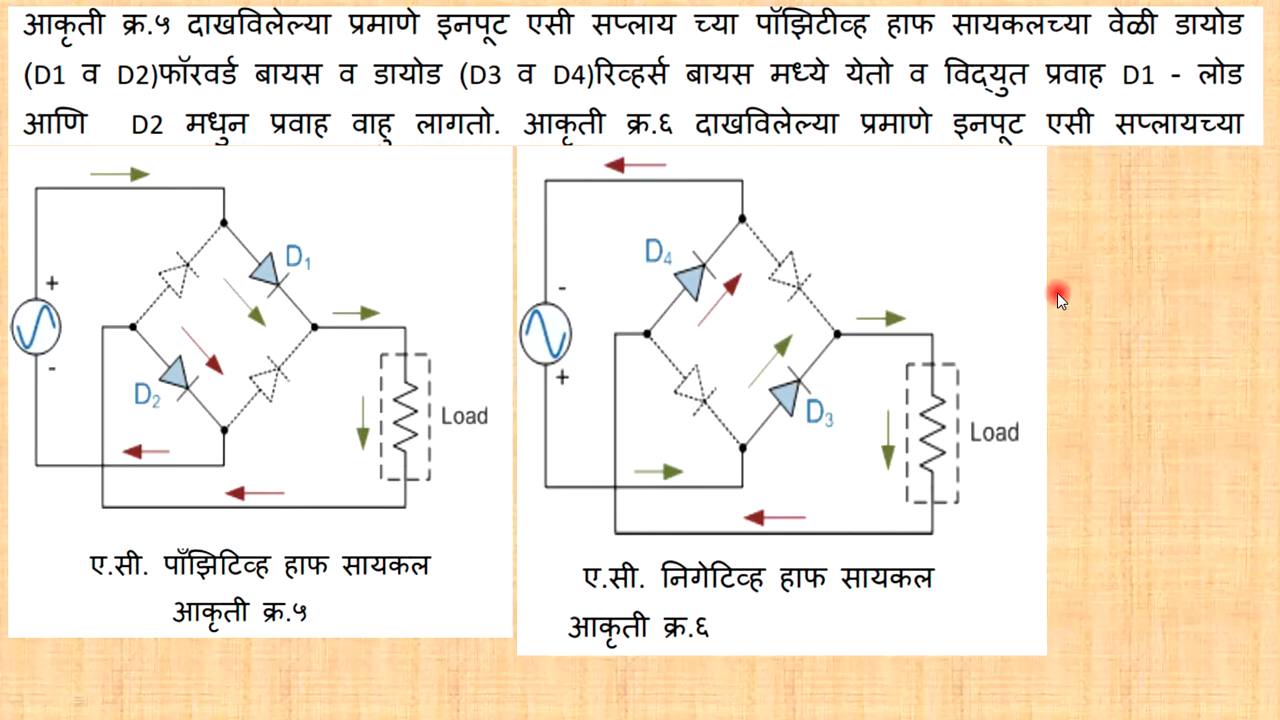 आकृती क्र.५ दाखविलेल्या प्रमाणे इनपूट एसी सप्लाय च्या पॉझिटीव्ह हाफ सायकलच्या वेळी डायोड
(D1 व D2)फॉरवर्ड बायस व डायोड (D3 व D4)रिव्हर्स बायस मध्ये येतो व विद्युत प्रवाह D1 - लोड
आणि D2 मधुन प्रवाह वाहू लागतो. आकृती क्र.६ दाखविलेल्या प्रमाणे इनपूट एसी सप्लायच्या
+
-
D1
D2
Load
ए.सी. पाँझिटिव्ह हाफ सायकल
आकृती क्र.५
-
+
D4
D3
Load
ए.सी. निगेटिव्ह हाफ सायकल
आकृती क्र.६